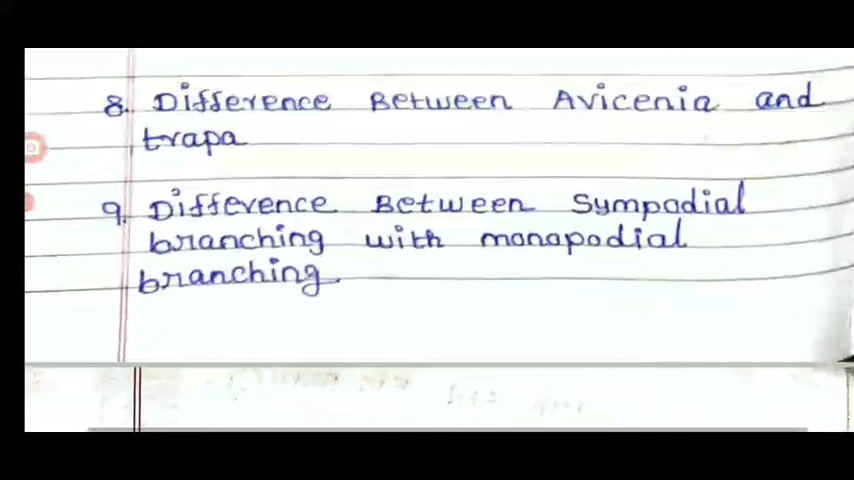 8. Difference Between Avicenia and
trapa
9. Difference Between Sympodial
branching with monopodial
branching